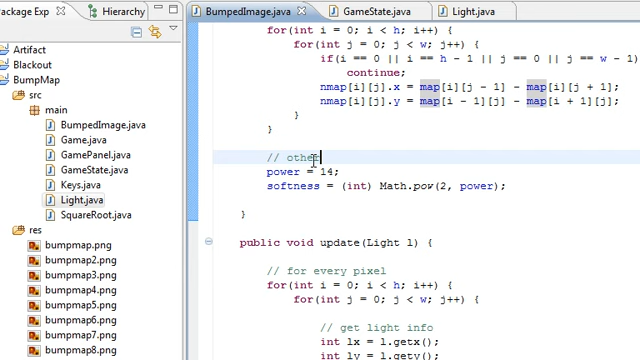 Package Exp
Hierarchy
Artifact
Blackout
BumpMap
src
main
BumpedImage.java
Game.java
GamePanel.java
GameState.java
Keys.java
Light.java
SquareRoot.java
res
bumpmap.png
bumpmap2.png
bumpmap3.png
bumpmap4.png
bumpmap5.png
bumpmap6.png
bumpmap7.png
bumpmap8.png
BumpedImage.java
GameState.java
Light.java
for(int i = 0; i < h; i++) {
for(int j = 0; j < w; j++) {
if(i == 0 || i == h - 1 || j == 0 || j == w - 1)
continue;
nmap[i][j].x = map[i][j - 1] - map[i][j + 1];
nmap[i][j].y = map[i - 1][j] - map[i + 1][j];
}
}
// other
power = 14;
softness = (int) Math.pow(2, power);
}
public void update(Light l) {
// for every pixel
for(int i = 0; i < h; i++) {
for(int j = 0; j < w; j++) {
// get light info
int lx = l.getx();
int ly = l.gety();